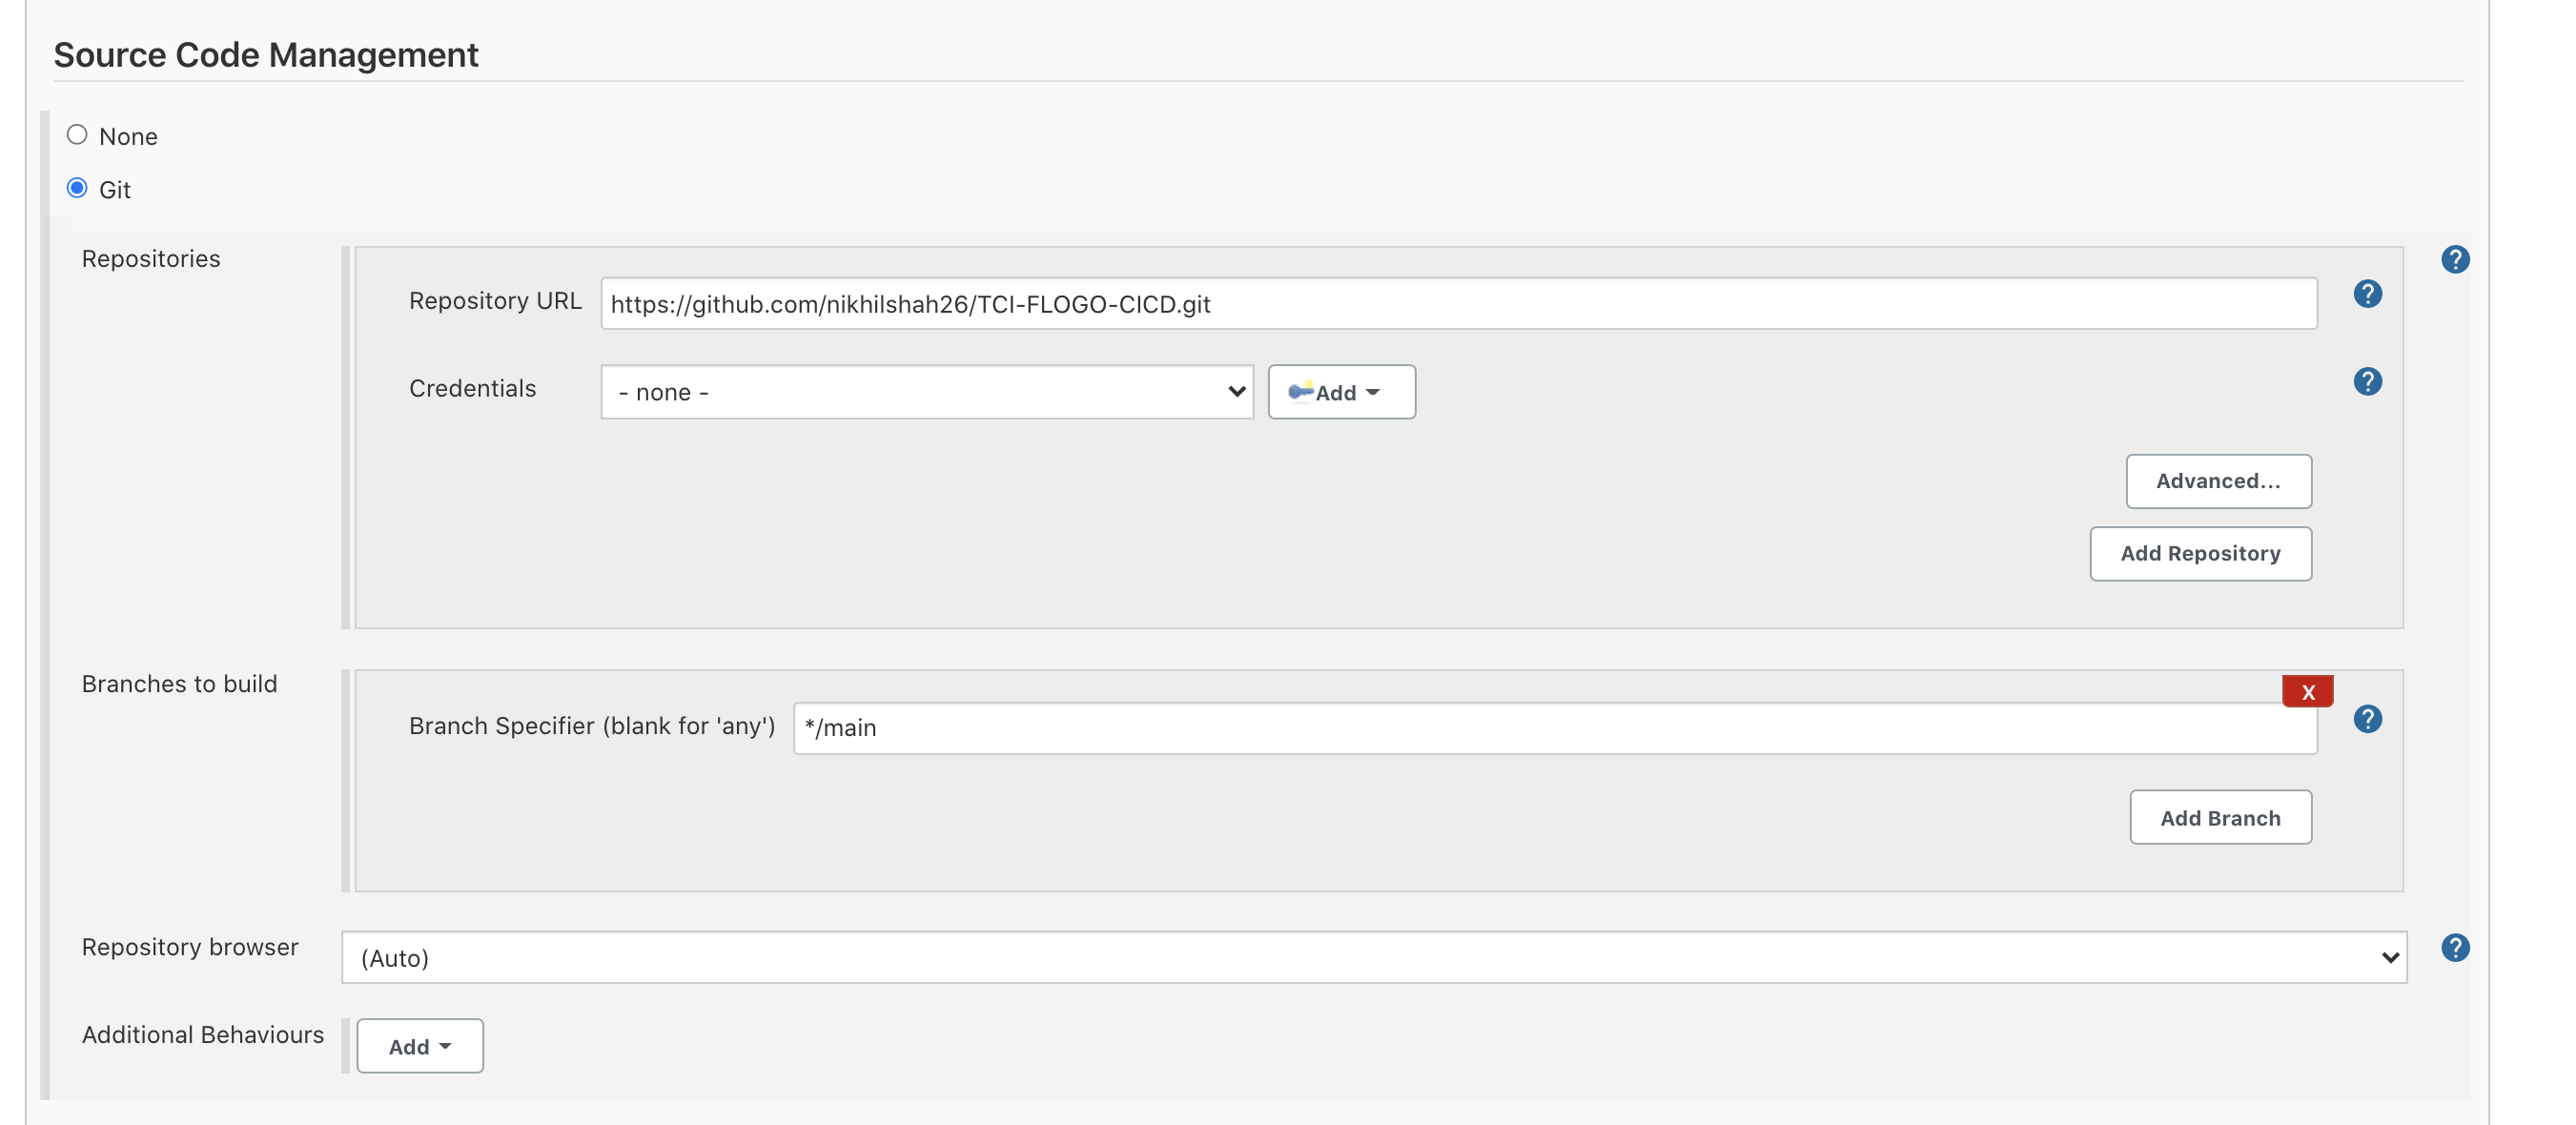 Source Code Management
None
Git
Repositories
?
Repository URL https://github.com/nikhilshah26/TCI-FLOGO-CICD.git ?
Credentials - none - Add ?
Advanced...
Add Repository
Branches to build
X
Branch Specifier (blank for 'any') */main ?
Add Branch
Repository browser (Auto) ?
Additional Behaviours Add